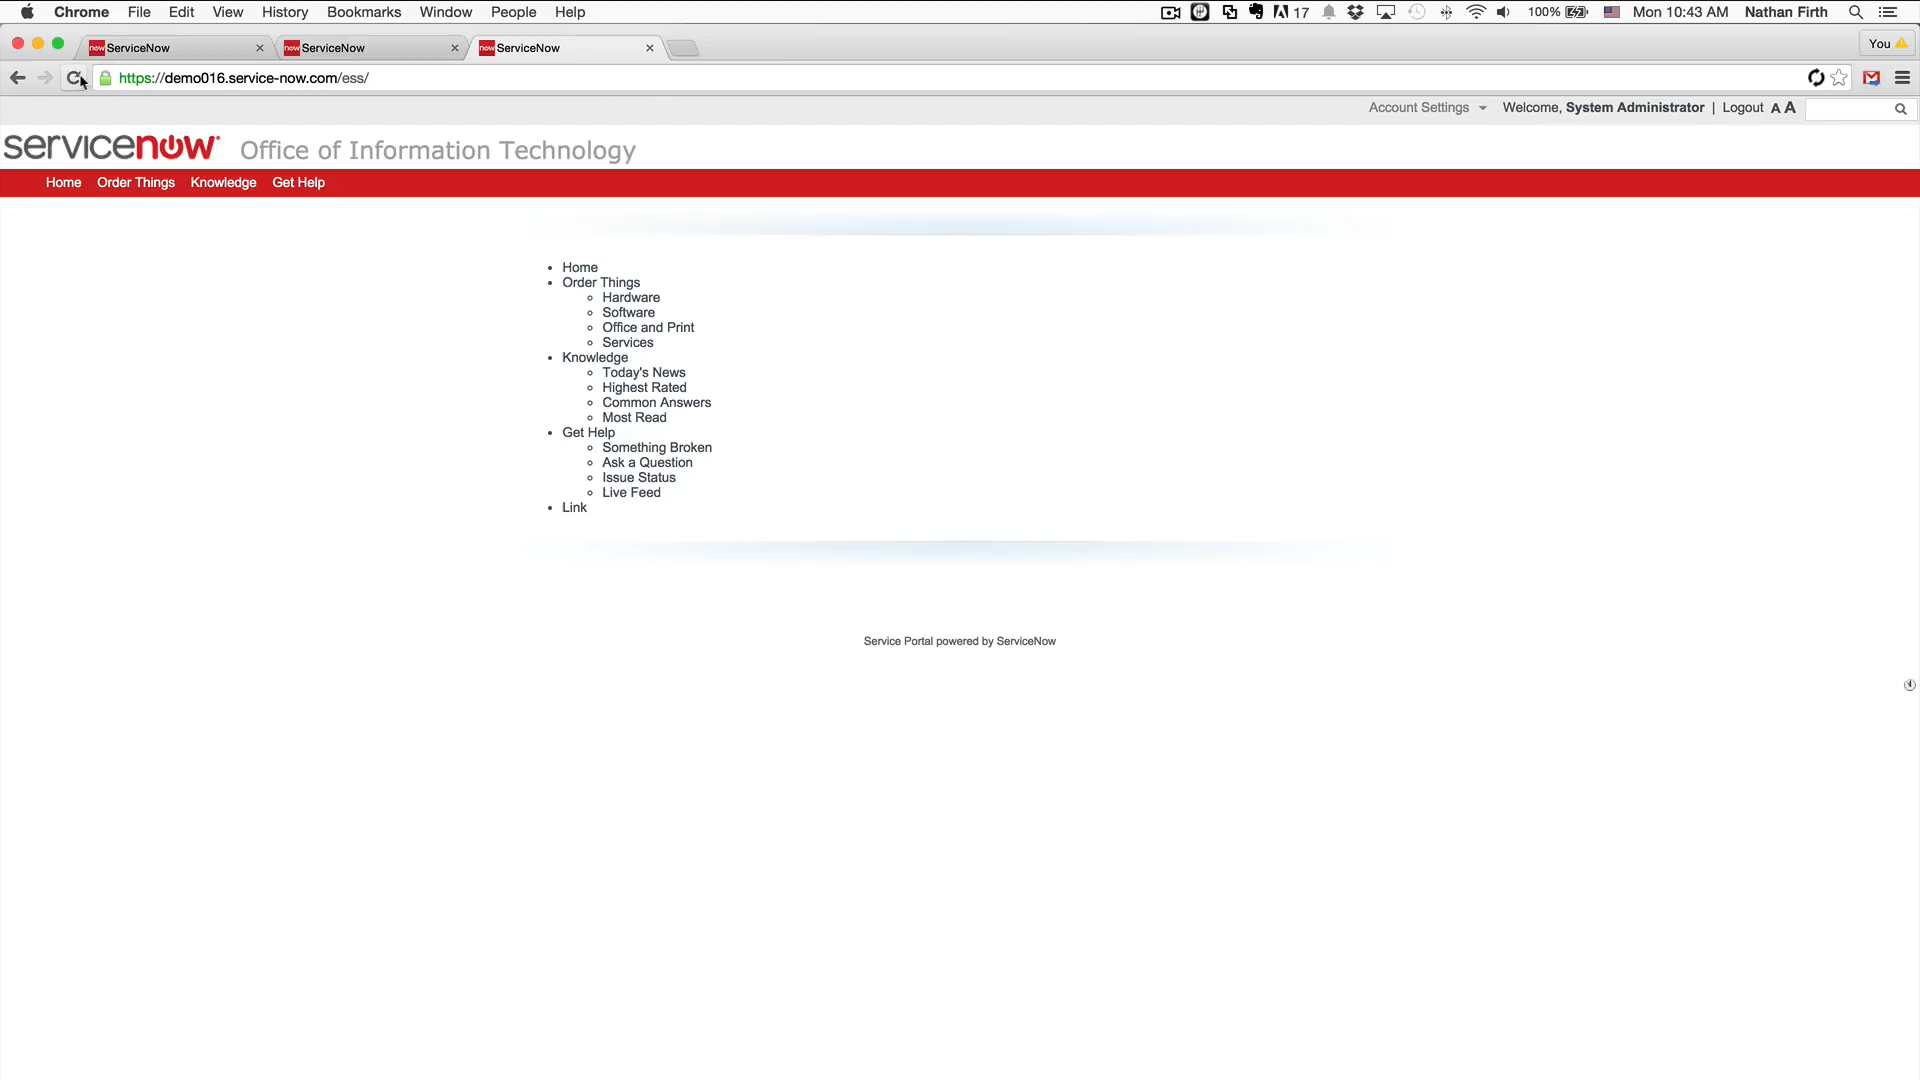 Chrome File Edit View History Bookmarks Window People Help 17 100% Mon 10:43 AM Nathan Firth
now ServiceNow now ServiceNow now ServiceNow You
https://demo016.service-now.com/ess/
Account Settings Welcome, System Administrator | Logout A A
servicenow Office of Information Technology
Home Order Things Knowledge Get Help
Home
Order Things
Hardware
Software
Office and Print
Services
Knowledge
Today's News
Highest Rated
Common Answers
Most Read
Get Help
Something Broken
Ask a Question
Issue Status
Live Feed
Link
Service Portal powered by ServiceNow